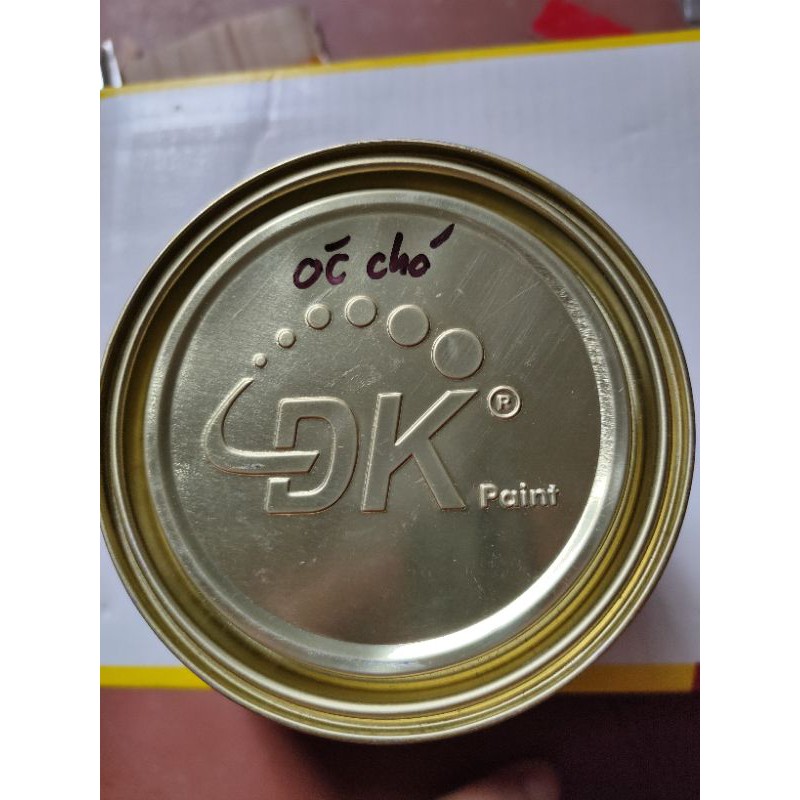 óc chó
DK ®
Paint